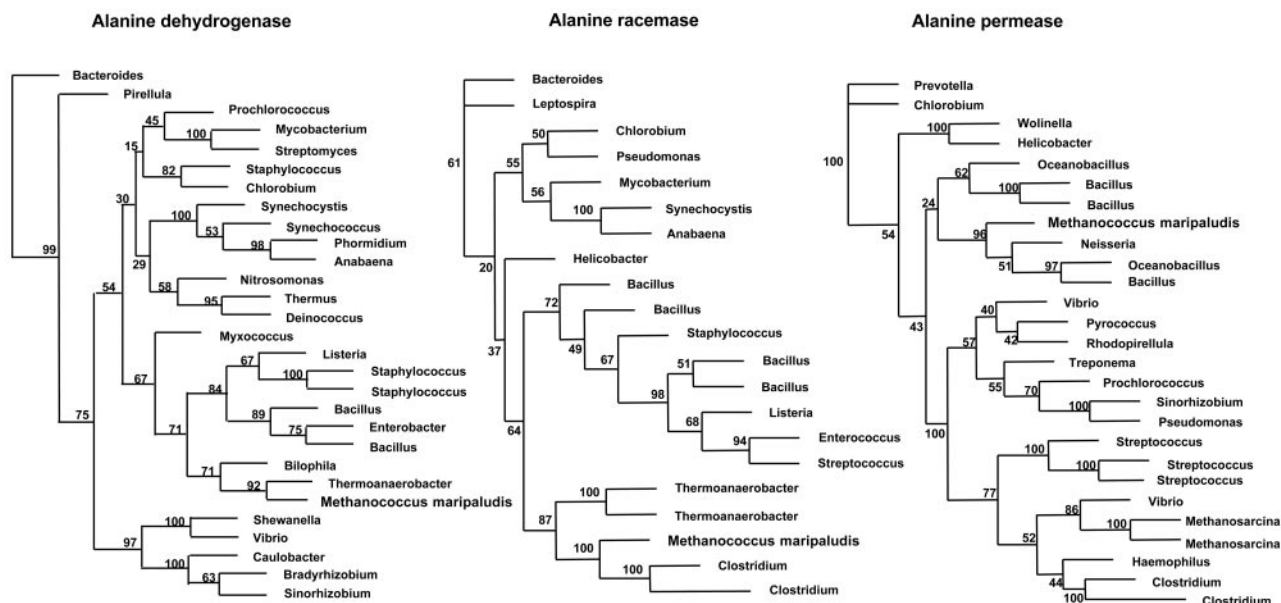 Alanine dehydrogenase
Bacteroides
Pirellula
Prochlorococcus
45
Mycobacterium
100
Streptomyces
15
Staphylococcus
82
Chlorobium
30
Synechocystis
100
Synechococcus
53
Phormidium
98
Anabaena
99
29
Nitrosomonas
58
Thermus
95
Deinococcus
54
Myxococcus
Listeria
67
Staphylococcus
100
Staphylococcus
67
84
Bacillus
89
Enterobacter
75
Bacillus
75
71
Bilophila
71
Thermoanaerobacter
92
Methanococcus maripaludis
Shewanella
100
Vibrio
97
Caulobacter
100
Bradyrhizobium
63
Sinorhizobium
Alanine racemase
Bacteroides
Leptospira
61
Chlorobium
50
Pseudomonas
55
Mycobacterium
56
Synechocystis
100
Anabaena
20
Helicobacter
Bacillus
72
Bacillus
49
Staphylococcus
67
Bacillus
51
Bacillus
37
98
Listeria
68
Enterococcus
94
Streptococcus
64
Thermoanaerobacter
100
Thermoanaerobacter
87
Methanococcus maripaludis
100
Clostridium
100
Clostridium
Alanine permease
Prevotella
Chlorobium
100
Wolinella
100
Helicobacter
54
Oceanobacillus
62
Bacillus
100
Bacillus
24
Methanococcus maripaludis
96
Neisseria
51
Oceanobacillus
97
Bacillus
43
Vibrio
40
Pyrococcus
42
Rhodopirellula
57
Treponema
55
Prochlorococcus
70
Sinorhizobium
100
Pseudomonas
100
Streptococcus
100
Streptococcus
100
Streptococcus
77
Vibrio
86
Methanosarcina
100
Methanosarcina
52
Haemophilus
44
Clostridium
100
Clostridium